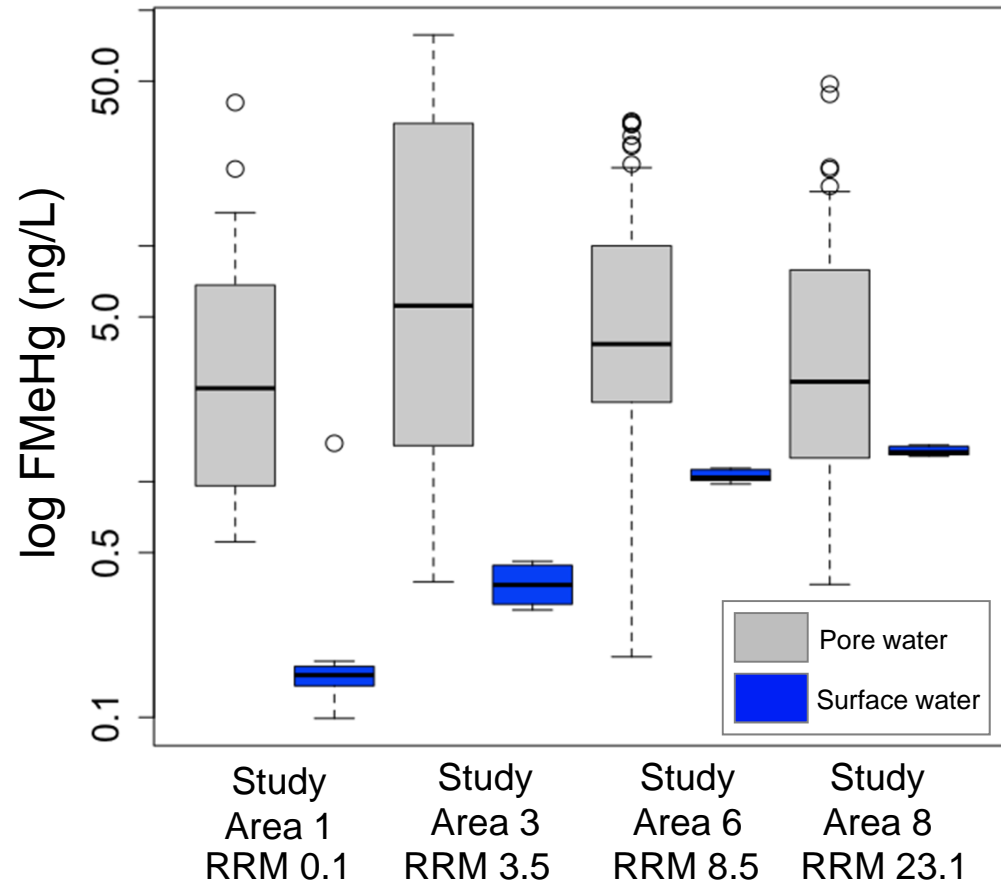 log FMeHg (ng/L)
50.0
5.0
0.5
0.1
Pore water
Surface water
Study Area 1 RRM 0.1
Study Area 3 RRM 3.5
Study Area 6 RRM 8.5
Study Area 8 RRM 23.1